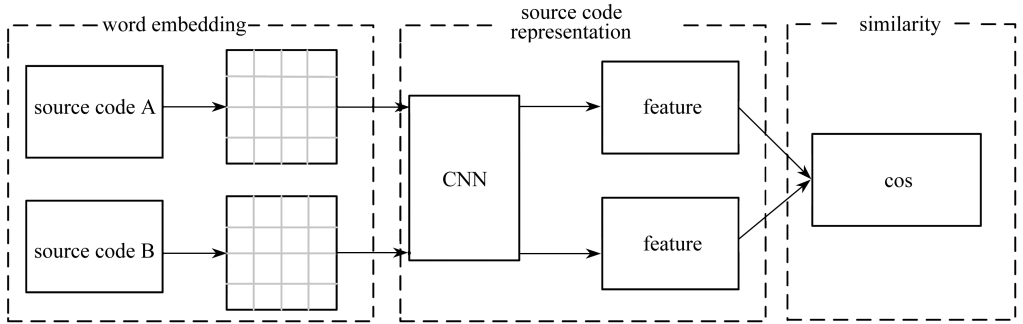 word embedding
source code
representation
similarity
source code A
feature
CNN
cos
source code B
feature